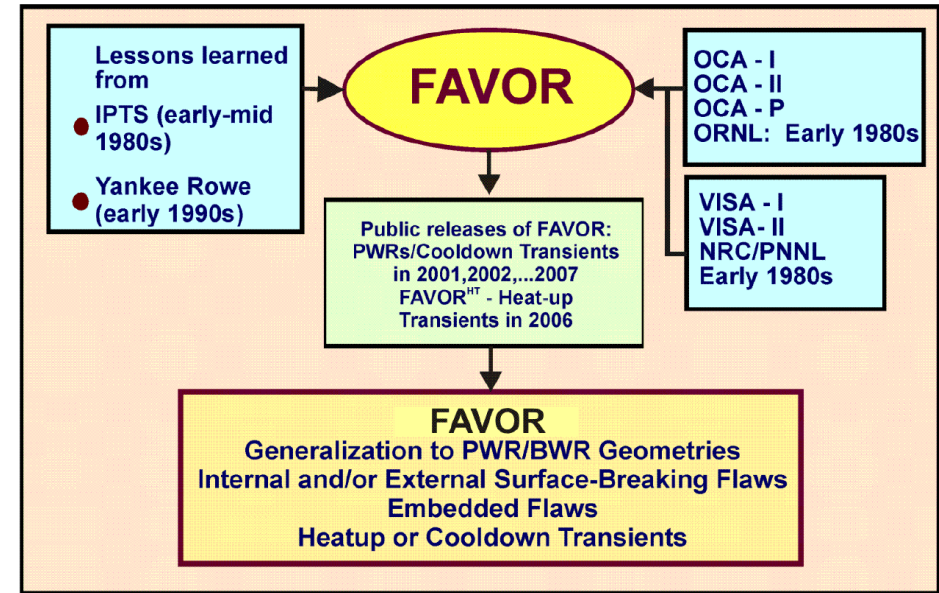 Lessons learned
from
IPTS (early-mid
1980s)
Yankee Rowe
(early 1990s)
FAVOR
OCA - I
OCA - II
OCA - P
ORNL: Early 1980s
VISA - I
VISA- II
NRC/PNNL
Early 1980s
Public releases of FAVOR:
PWRs/Cooldown Transients
in 2001,2002,...2007
FAVORHT - Heat-up
Transients in 2006
FAVOR
Generalization to PWR/BWR Geometries
Internal and/or External Surface-Breaking Flaws
Embedded Flaws
Heatup or Cooldown Transients